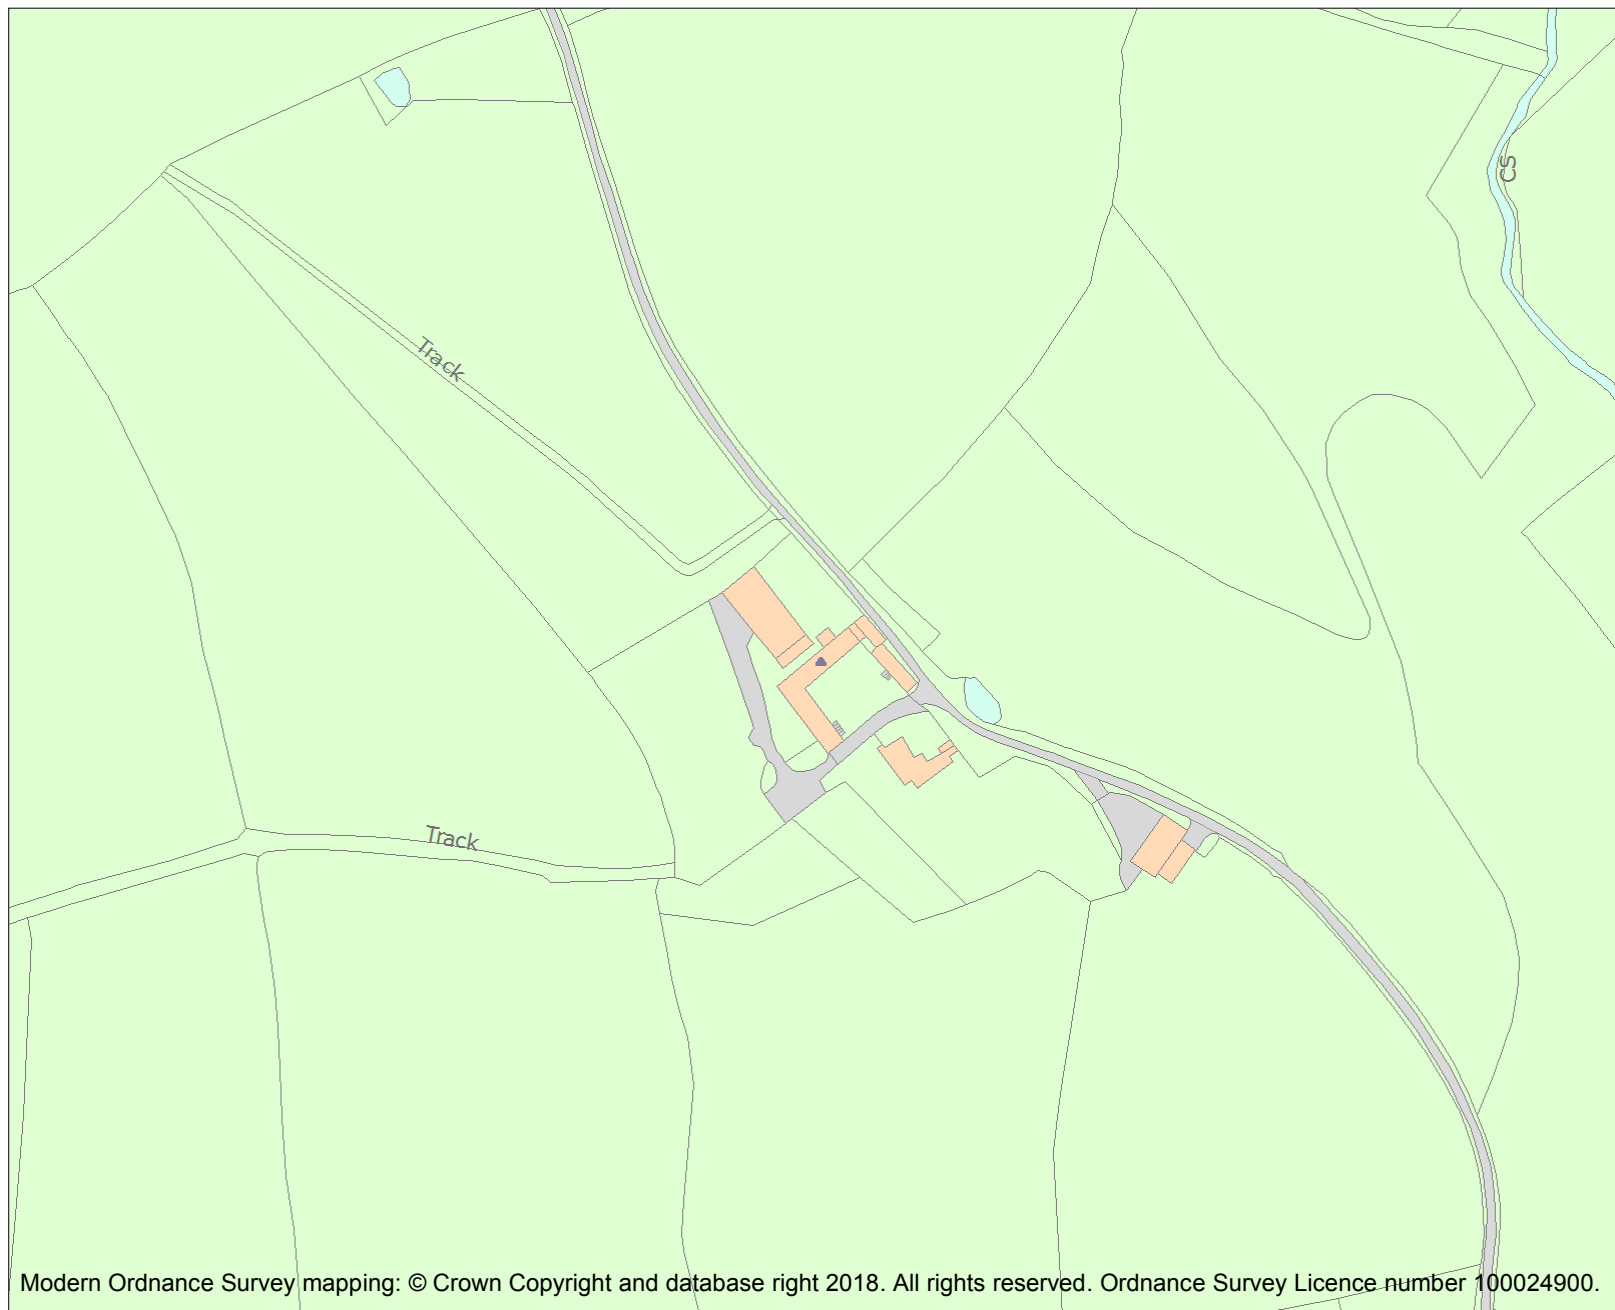 CS
Track
Track
Modern Ordnance Survey mapping: © Crown Copyright and database right 2018. All rights reserved. Ordnance Survey Licence number 100024900.